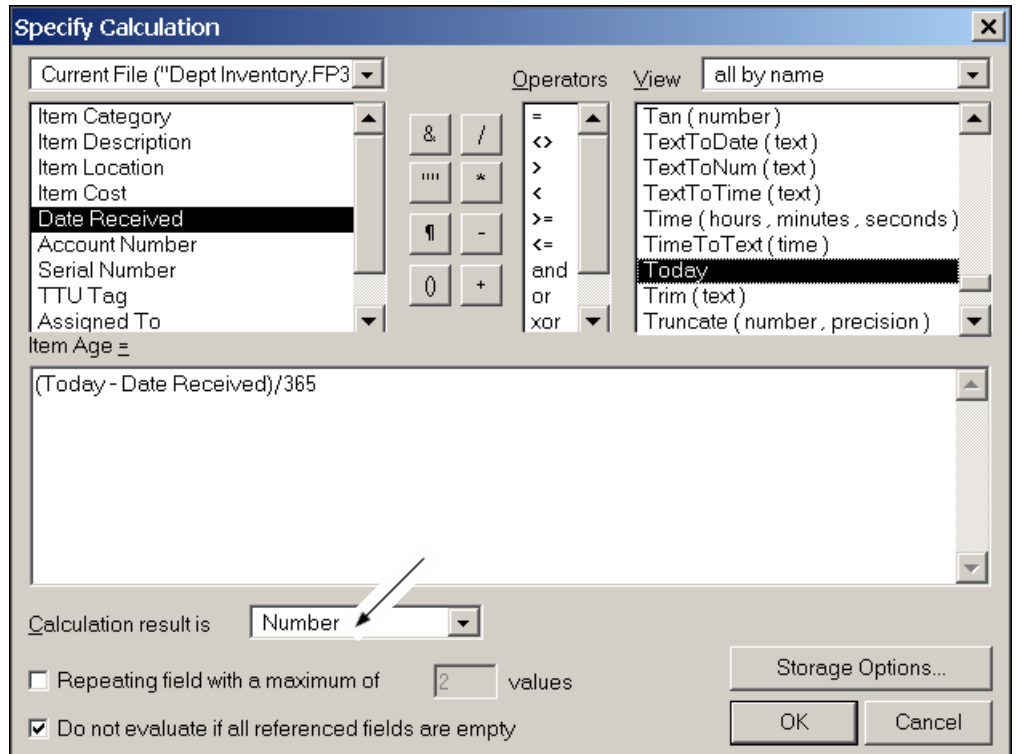 Specify Calculation
Current File ("Dept Inventory.FP3
Operators
View
all by name
Item Category
Item Description
Item Location
Item Cost
Date Received
Account Number
Serial Number
TTU Tag
Assigned To
&
/
""
*
¶
-
()
+
=
<>
>
<
>=
<=
and
or
xor
Tan (number)
TextToDate (text)
TextToNum (text)
TextToTime (text)
Time (hours, minutes, seconds)
TimeToText (time)
Today
Trim (text)
Truncate (number, precision)
Item Age =
(Today - Date Received)/365
Calculation result is
Number
Repeating field with a maximum of
2
values
Storage Options...
Do not evaluate if all referenced fields are empty
OK
Cancel